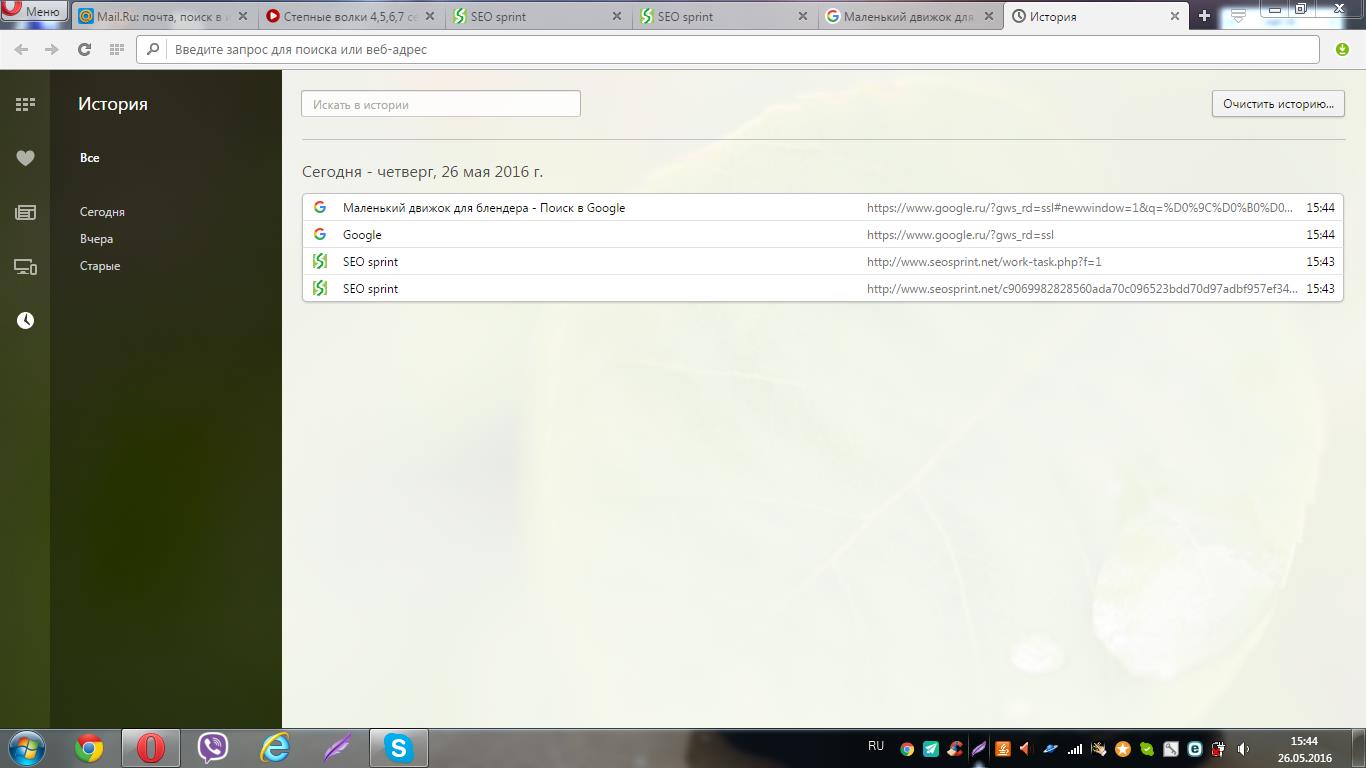 Меню
Mail.Ru: почта, поиск в и
Степные волки 4,5,6,7 се
SEO sprint
SEO sprint
Маленький движок для
История
Введите запрос для поиска или веб-адрес
История
Искать в истории
Очистить историю...
Все
Сегодня - четверг, 26 мая 2016 г.
Сегодня
Вчера
Старые
Маленький движок для блендера - Поиск в Google https://www.google.ru/?gws_rd=ssl#newwindow=1&q=%D0%9C%D0%B0%D0... 15:44
Google https://www.google.ru/?gws_rd=ssl 15:44
SEO sprint http://www.seosprint.net/work-task.php?f=1 15:43
SEO sprint http://www.seosprint.net/c9069982828560ada70c096523bdd70d97adbf957ef34... 15:43
RU
15:44
26.05.2016